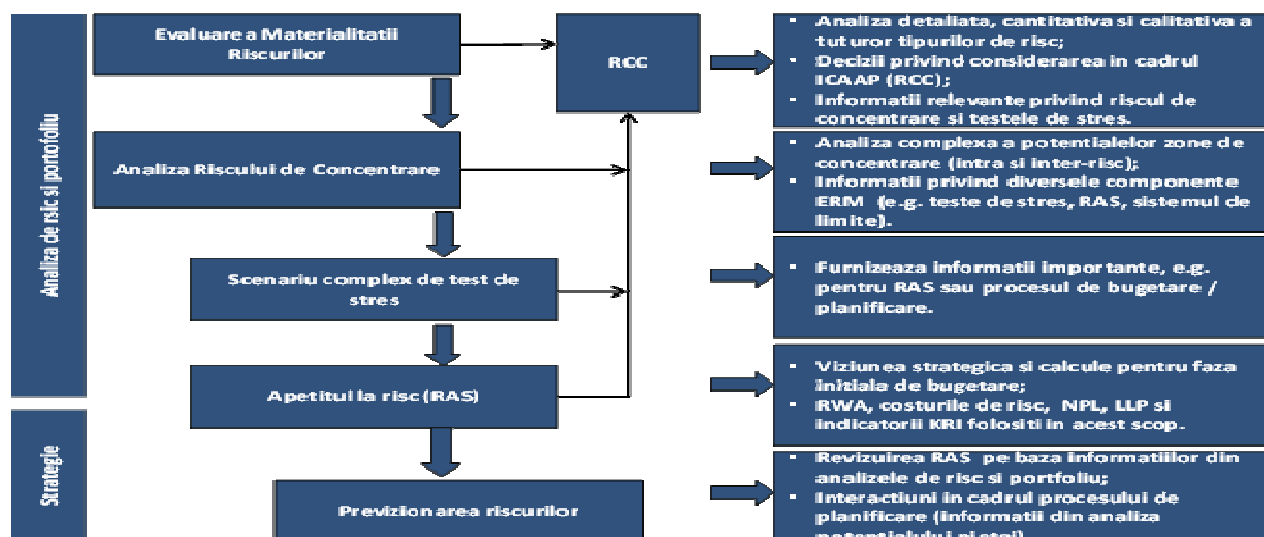 Analiza de rsic si portofoliu
Strategie
Evaluarea Materialitatii
Riscurilor
RCC
Analiza Riscului de Concentrare
Scenariu complex de test de
stres
Apetitul la risc (RAS)
Previzionarea riscurilor
▪ Analiza detaliata, cantitativa si calitativa a
tuturor tipurilor de risc;
▪ Decizii privind considerarea in cadrul
ICAAP (RCC);
▪ Informatii relevante privind riscul de
concentrare si testele de stres.
▪ Analiza complexa a potentialelor zone de
concentrare (intra si inter-risc);
▪ Informatii privind diversele componente
ERM (e.g. teste de stres, RAS, sistemul de
limite).
▪ Furnizeaza informatii importante, e.g.
pentru RAS sau procesul de bugetare /
planificare.
▪ Viziunea strategica si calcule pentru faza
initiala de bugetare;
▪ RWA, costurile de risc, NPL, LLP si
indicatorii KRI folositi in acest scop.
▪ Revizuirea RAS pe baza informatiilor din
analizele de risc si portfoliu;
▪ Interactiuni in cadrul procesului de
planificare (informatii din analiza
potentialului